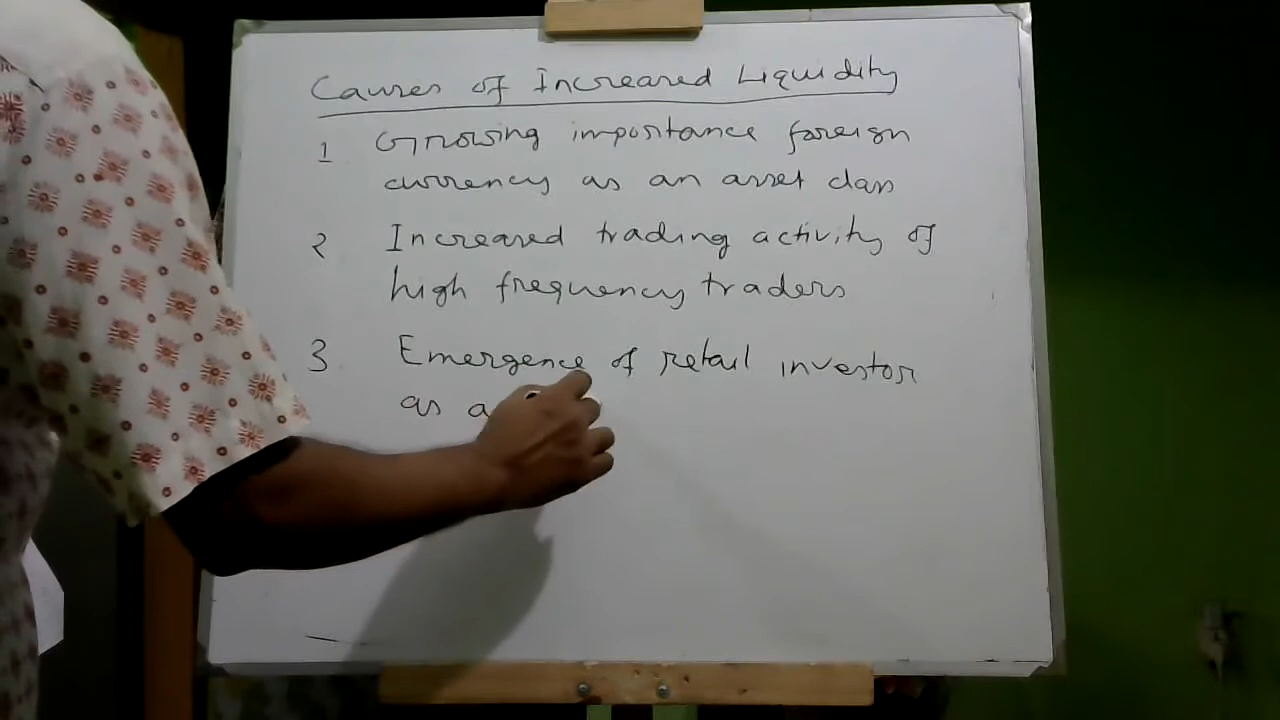 Causes of Increased Liquidity
1 Growing importance foreign
currency as an asset class
2 Increased trading activity of
high frequency traders
3 Emergence of retail investor
as a